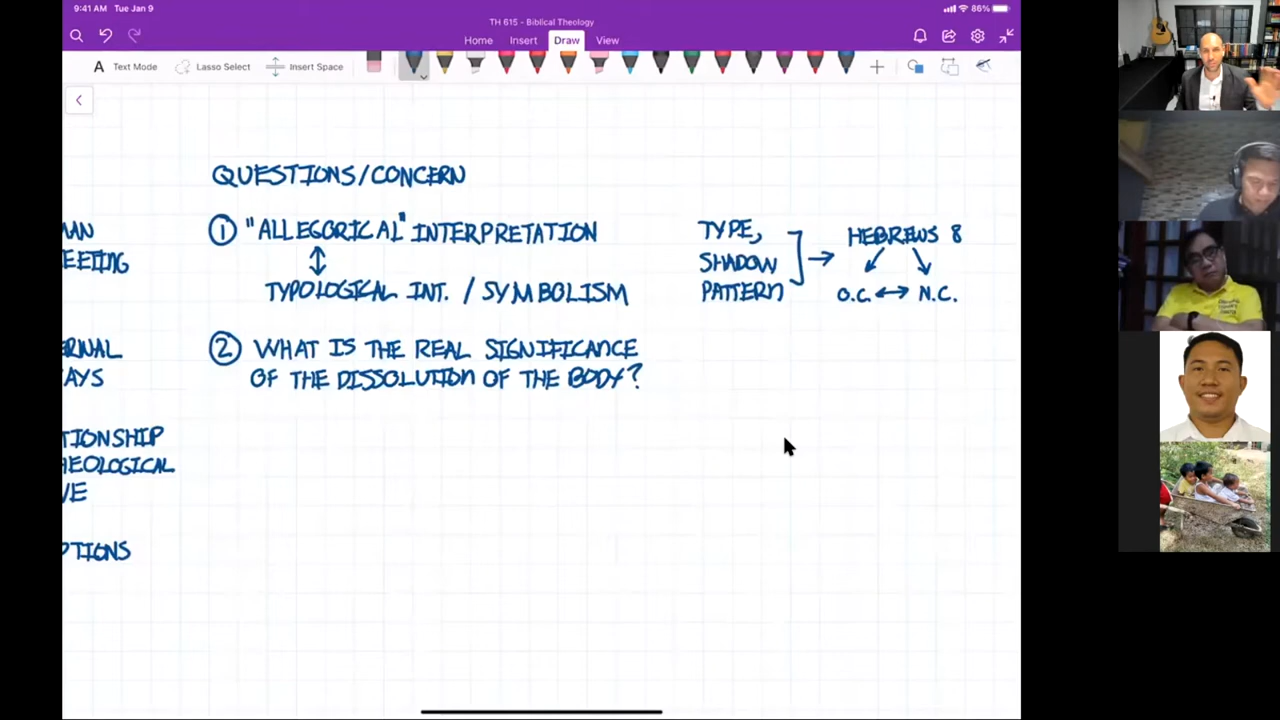 9:41 AM Tue Jan 9
86%
TH 615 - Biblical Theology
Home Insert Draw View
Text Mode Lasso Select Insert Space
QUESTIONS/CONCERN
① "ALLEGORICAL" INTERPRETATION
TYPOLOGICAL INT. / SYMBOLISM
② WHAT IS THE REAL SIGNIFICANCE
OF THE DISSOLUTION OF THE BODY?
TYPE,
SHADOW
PATTERN
HEBREWS 8
O.C. N.C.
EETING
AYS
TIONSHIP
HEOLOGICAL
VE
PTIONS